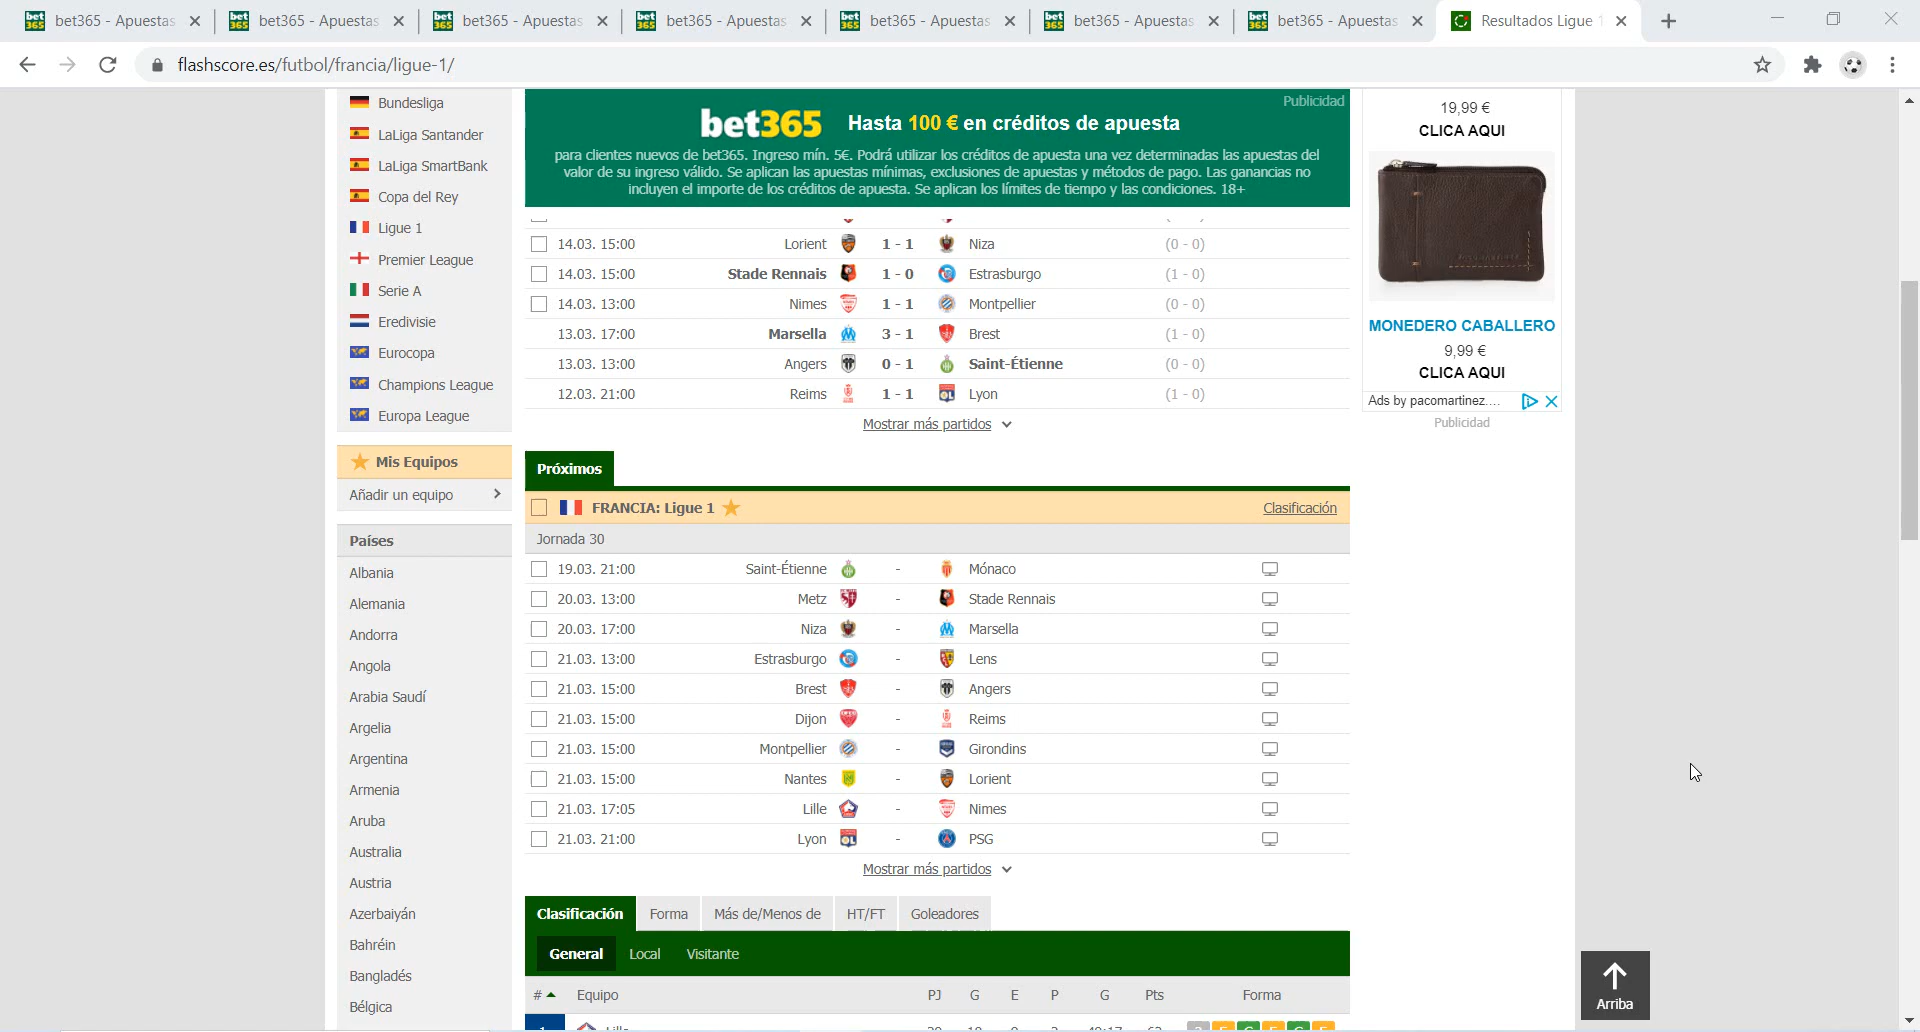 bet365 - Apuestas
bet365 - Apuestas
bet365 - Apuestas
bet365 - Apuestas
bet365 - Apuestas
bet365 - Apuestas
bet365 - Apuestas
Resultados Ligue 1
flashscore.es/futbol/francia/ligue-1/
Bundesliga
LaLiga Santander
LaLiga SmartBank
Copa del Rey
Ligue 1
Premier League
Serie A
Eredivisie
Eurocopa
Champions League
Europa League
Mis Equipos
Añadir un equipo
Países
Albania
Alemania
Andorra
Angola
Arabia Saudí
Argelia
Argentina
Armenia
Aruba
Australia
Austria
Azerbaiyán
Bahréin
Bangladés
Bélgica
Publicidad
bet365 Hasta 100 € en créditos de apuesta
para clientes nuevos de bet365. Ingreso mín. 5€. Podrá utilizar los créditos de apuesta una vez determinadas las apuestas del
valor de su ingreso válido. Se aplican las apuestas mínimas, exclusiones de apuestas y métodos de pago. Las ganancias no
incluyen el importe de los créditos de apuesta. Se aplican los límites de tiempo y las condiciones. 18+
14.03. 15:00 Lorient 1 - 1 Niza (0 - 0)
14.03. 15:00 Stade Rennais 1 - 0 Estrasburgo (1 - 0)
14.03. 13:00 Nimes 1 - 1 Montpellier (0 - 0)
13.03. 17:00 Marsella 3 - 1 Brest (1 - 0)
13.03. 13:00 Angers 0 - 1 Saint-Étienne (0 - 0)
12.03. 21:00 Reims 1 - 1 Lyon (1 - 0)
Mostrar más partidos
Próximos
FRANCIA: Ligue 1 Clasificación
Jornada 30
19.03. 21:00 Saint-Étienne - Mónaco
20.03. 13:00 Metz - Stade Rennais
20.03. 17:00 Niza - Marsella
21.03. 13:00 Estrasburgo - Lens
21.03. 15:00 Brest - Angers
21.03. 15:00 Dijon - Reims
21.03. 15:00 Montpellier - Girondins
21.03. 15:00 Nantes - Lorient
21.03. 17:05 Lille - Nimes
21.03. 21:00 Lyon - PSG
Mostrar más partidos
Clasificación Forma Más de/Menos de HT/FT Goleadores
General Local Visitante
# Equipo PJ G E P G Pts Forma
19,99 €
CLICA AQUI
MONEDERO CABALLERO
9,99 €
CLICA AQUI
Ads by pacomartinez....
Publicidad
Arriba